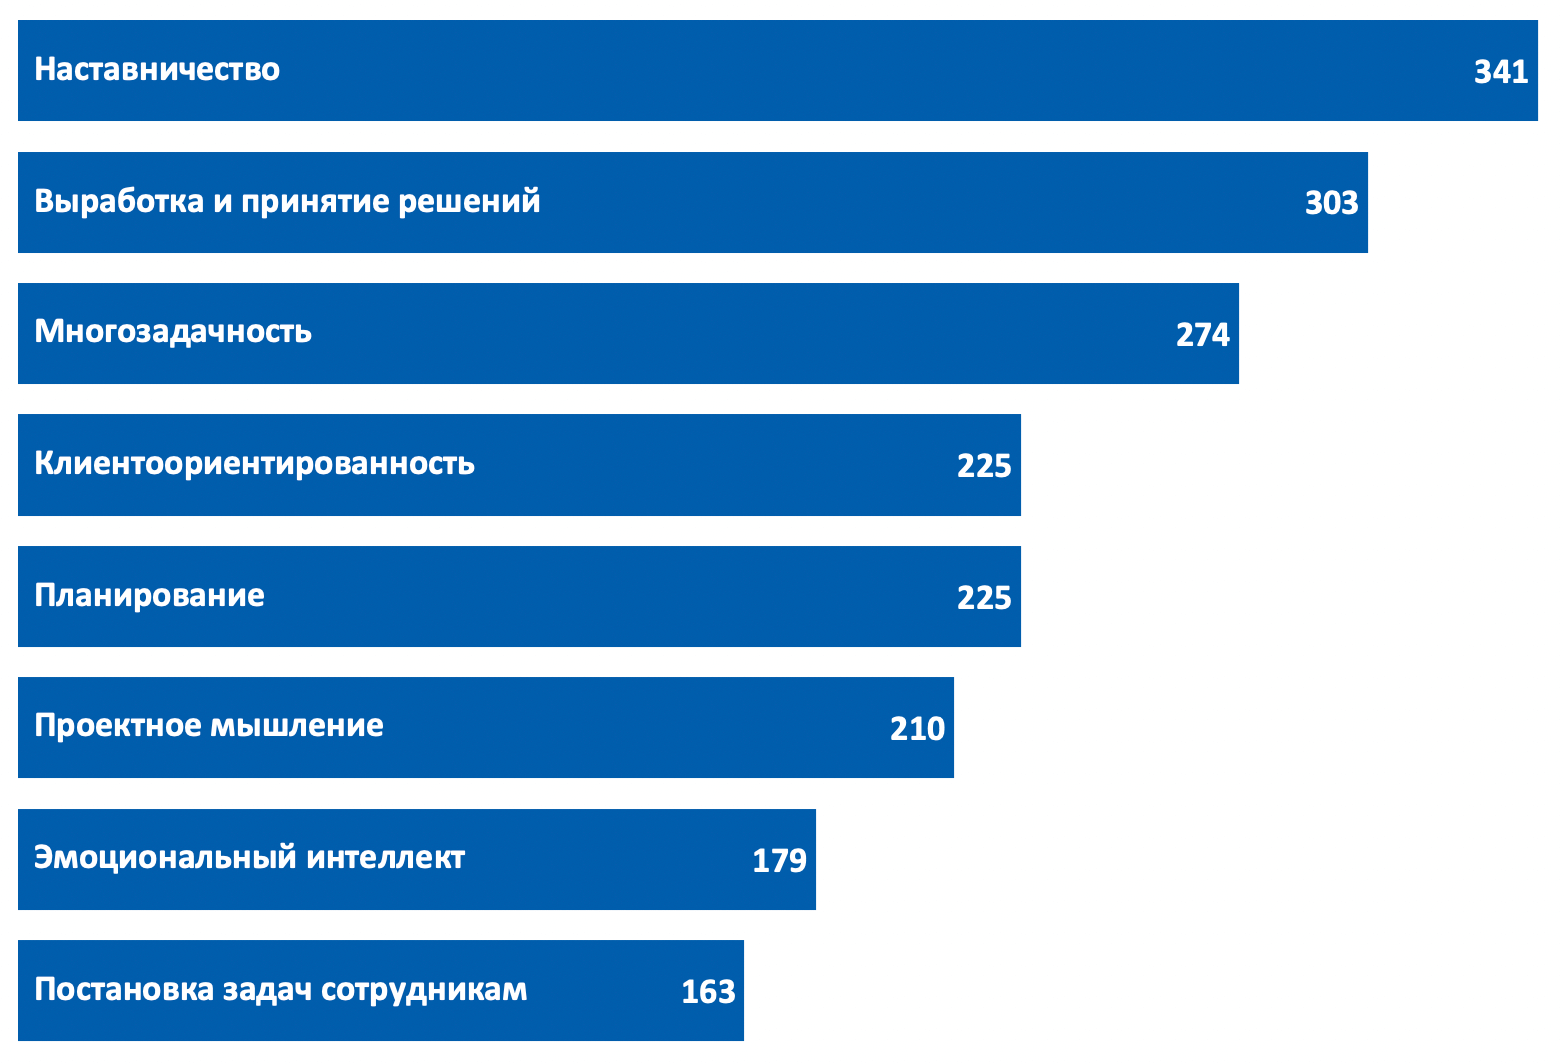 Наставничество 341
Выработка и принятие решений 303
Многозадачность 274
Клиентоориентированность 225
Планирование 225
Проектное мышление 210
Эмоциональный интеллект 179
Постановка задач сотрудникам 163